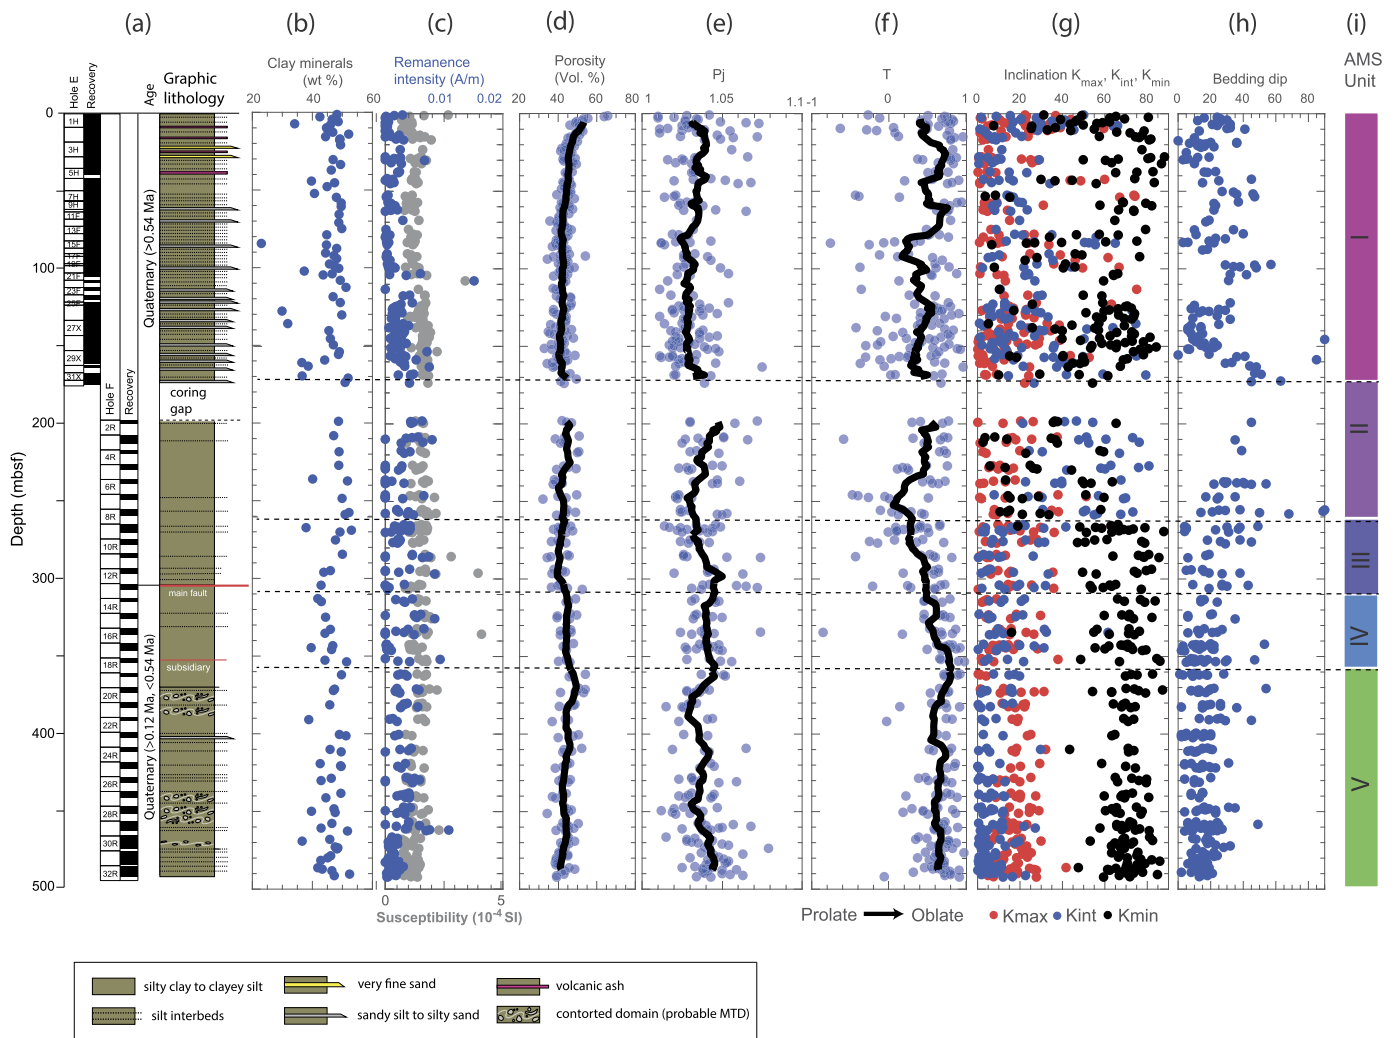 (a)
(b)
(c)
(d)
(e)
(f)
(g)
(h)
(i)
Hole E
Recovery
Age
Graphic
lithology
Clay minerals
(wt %)
20 40 60
Remanence
intensity (A/m)
0.01 0.02
Porosity
(Vol. %)
20 40 60 80
Pj
1 1.05 1.1
T
-1 0 1
Inclination Kmax, Kint, Kmin
0 20 40 60 80
Bedding dip
0 20 40 60 80
AMS
Unit
Depth (mbsf)
0
100
200
300
400
500
1H
3H
5H
7H
9H
11F
13F
15F
21F
23F
27X
29X
31X
Hole F
Recovery
2R
4R
6R
8R
10R
12R
14R
16R
18R
20R
22R
24R
26R
28R
30R
32R
Quaternary (>0.54 Ma)
Quaternary (>0.12 Ma, <0.54 Ma)
coring
gap
main fault
subsidiary
I
II
III
IV
V
0 5
Susceptibility (10-4 SI)
Prolate Oblate
Kmax Kint Kmin
silty clay to clayey silt
very fine sand
volcanic ash
silt interbeds
sandy silt to silty sand
contorted domain (probable MTD)